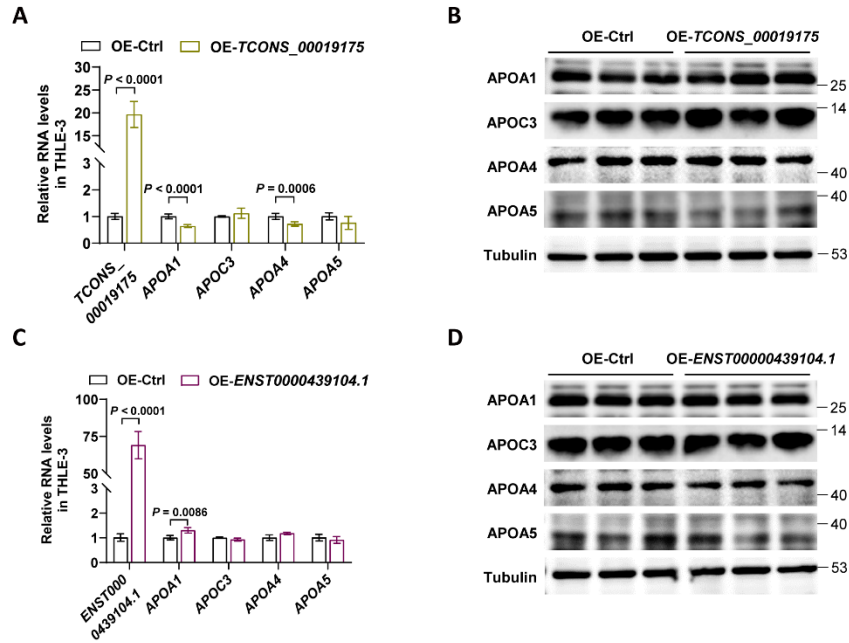 A
OE-Ctrl OE-TCONS_00019175
Relative RNA levels
in THLE-3
30
25
20
15
10
5
3
2
1
0
P < 0.0001
P < 0.0001
P = 0.0006
TCONS_
00019175
APOA1
APOC3
APOA4
APOA5
B
OE-Ctrl OE-TCONS_00019175
APOA1
25
APOC3
14
APOA4
40
APOA5
40
Tubulin
53
C
OE-Ctrl OE-ENST0000439104.1
Relative RNA levels
in THLE-3
100
75
50
3
2
1
0
P < 0.0001
P = 0.0086
ENST000
0439104.1
APOA1
APOC3
APOA4
APOA5
D
OE-Ctrl OE-ENST00000439104.1
APOA1
25
APOC3
14
APOA4
40
APOA5
40
Tubulin
53